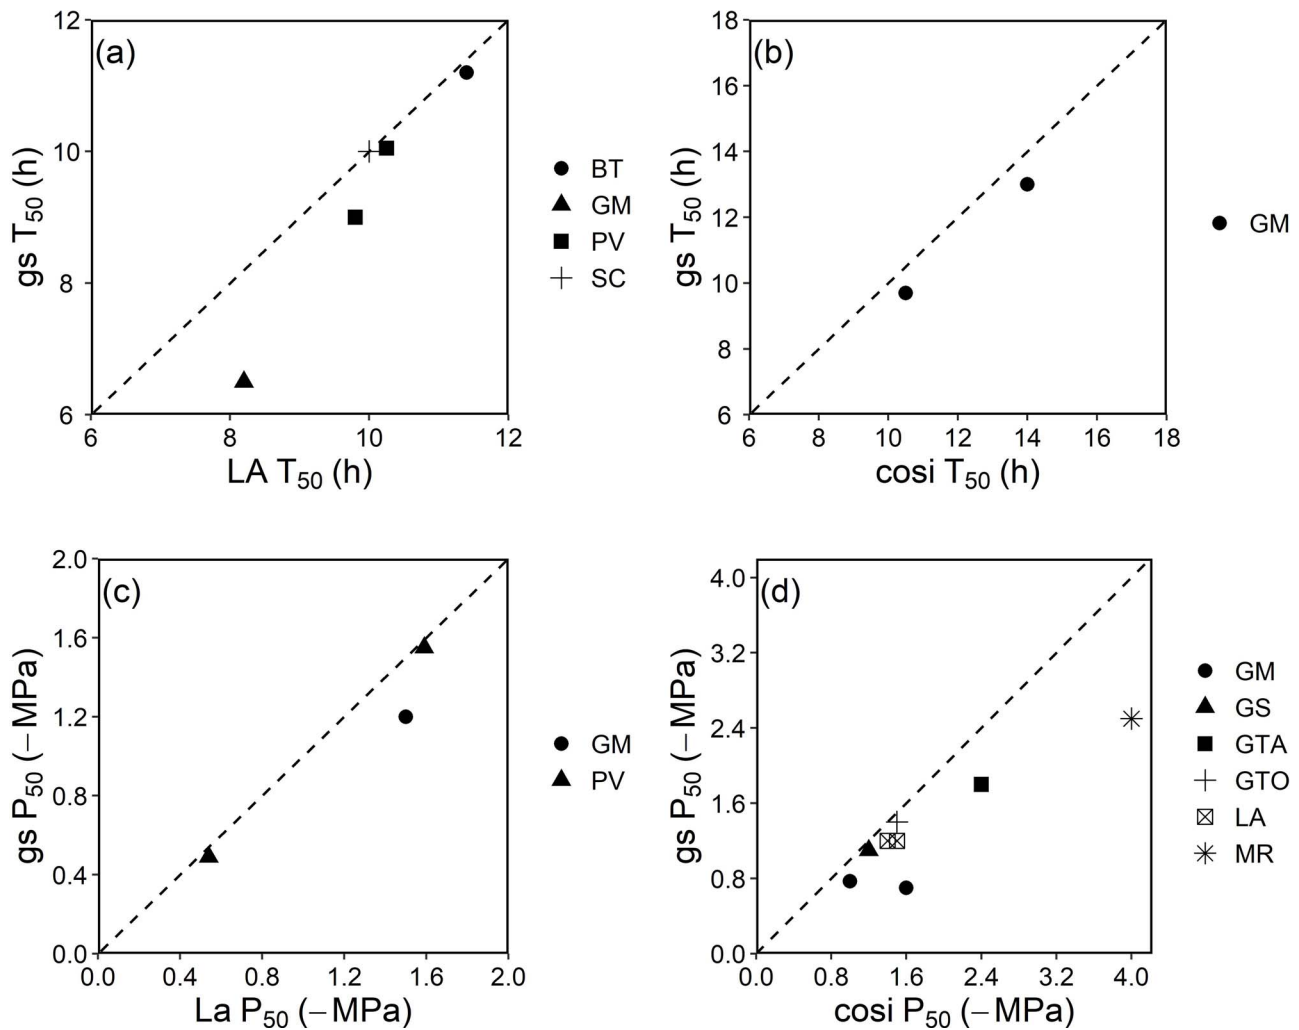 (a)
12
10
8
6
6 8 10 12
gs T50 (h)
LA T50 (h)
BT
GM
PV
SC
(b)
18
16
14
12
10
8
6
6 8 10 12 14 16 18
gs T50 (h)
cosi T50 (h)
GM
(c)
2.0
1.6
1.2
0.8
0.4
0.0
0.0 0.4 0.8 1.2 1.6 2.0
gs P50 (−MPa)
La P50 (−MPa)
GM
PV
(d)
4.0
3.2
2.4
1.6
0.8
0.0
0.0 0.8 1.6 2.4 3.2 4.0
gs P50 (−MPa)
cosi P50 (−MPa)
GM
GS
GTA
GTO
LA
MR